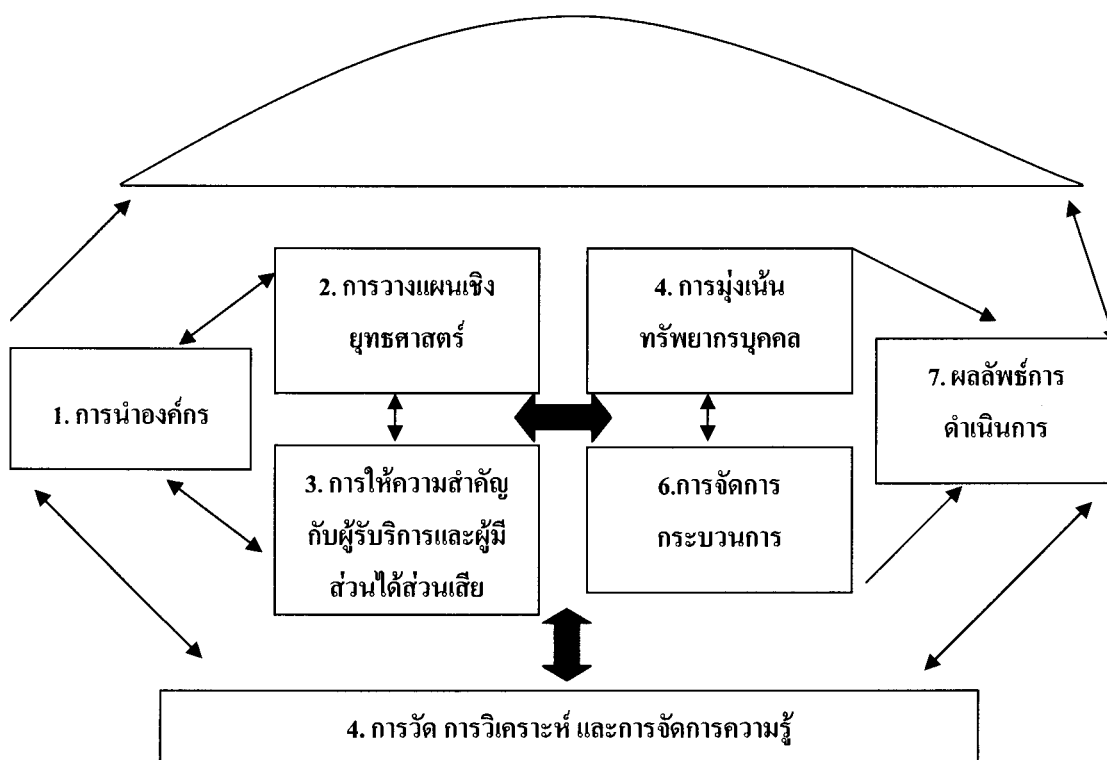 2. การวางแผนเชิง
ยุทธศาสตร์
4. การมุ่งเน้น
ทรัพยากรบุคคล
1. การนำองค์กร
7. ผลลัพธ์การ
ดำเนินการ
3. การให้ความสำคัญ
กับผู้รับบริการและผู้มี
ส่วนได้ส่วนเสีย
6.การจัดการ
กระบวนการ
4. การวัด การวิเคราะห์ และการจัดการความรู้